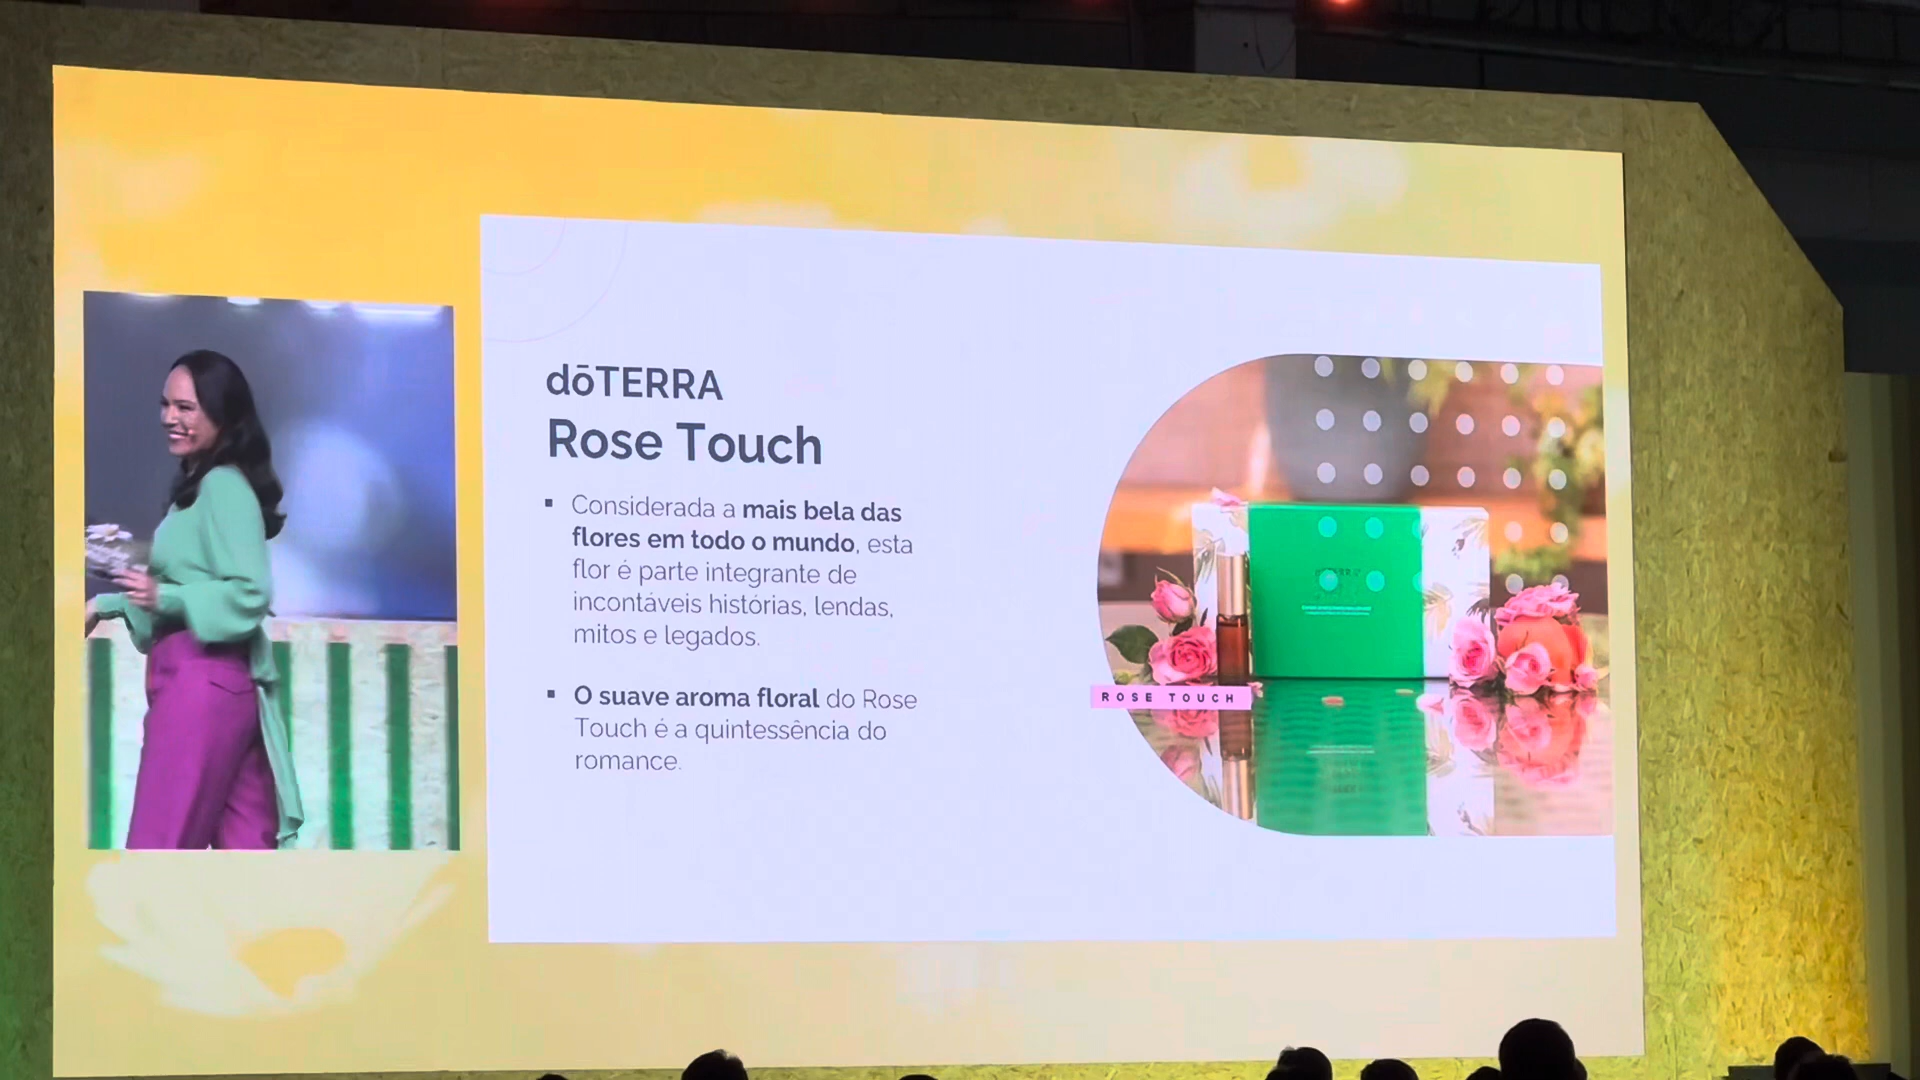 dōTERRA
Rose Touch
▪ Considerada a mais bela das
flores em todo o mundo, esta
flor é parte integrante de
incontáveis histórias, lendas,
mitos e legados.
▪ O suave aroma floral do Rose
Touch é a quintessência do
romance.
ROSE TOUCH